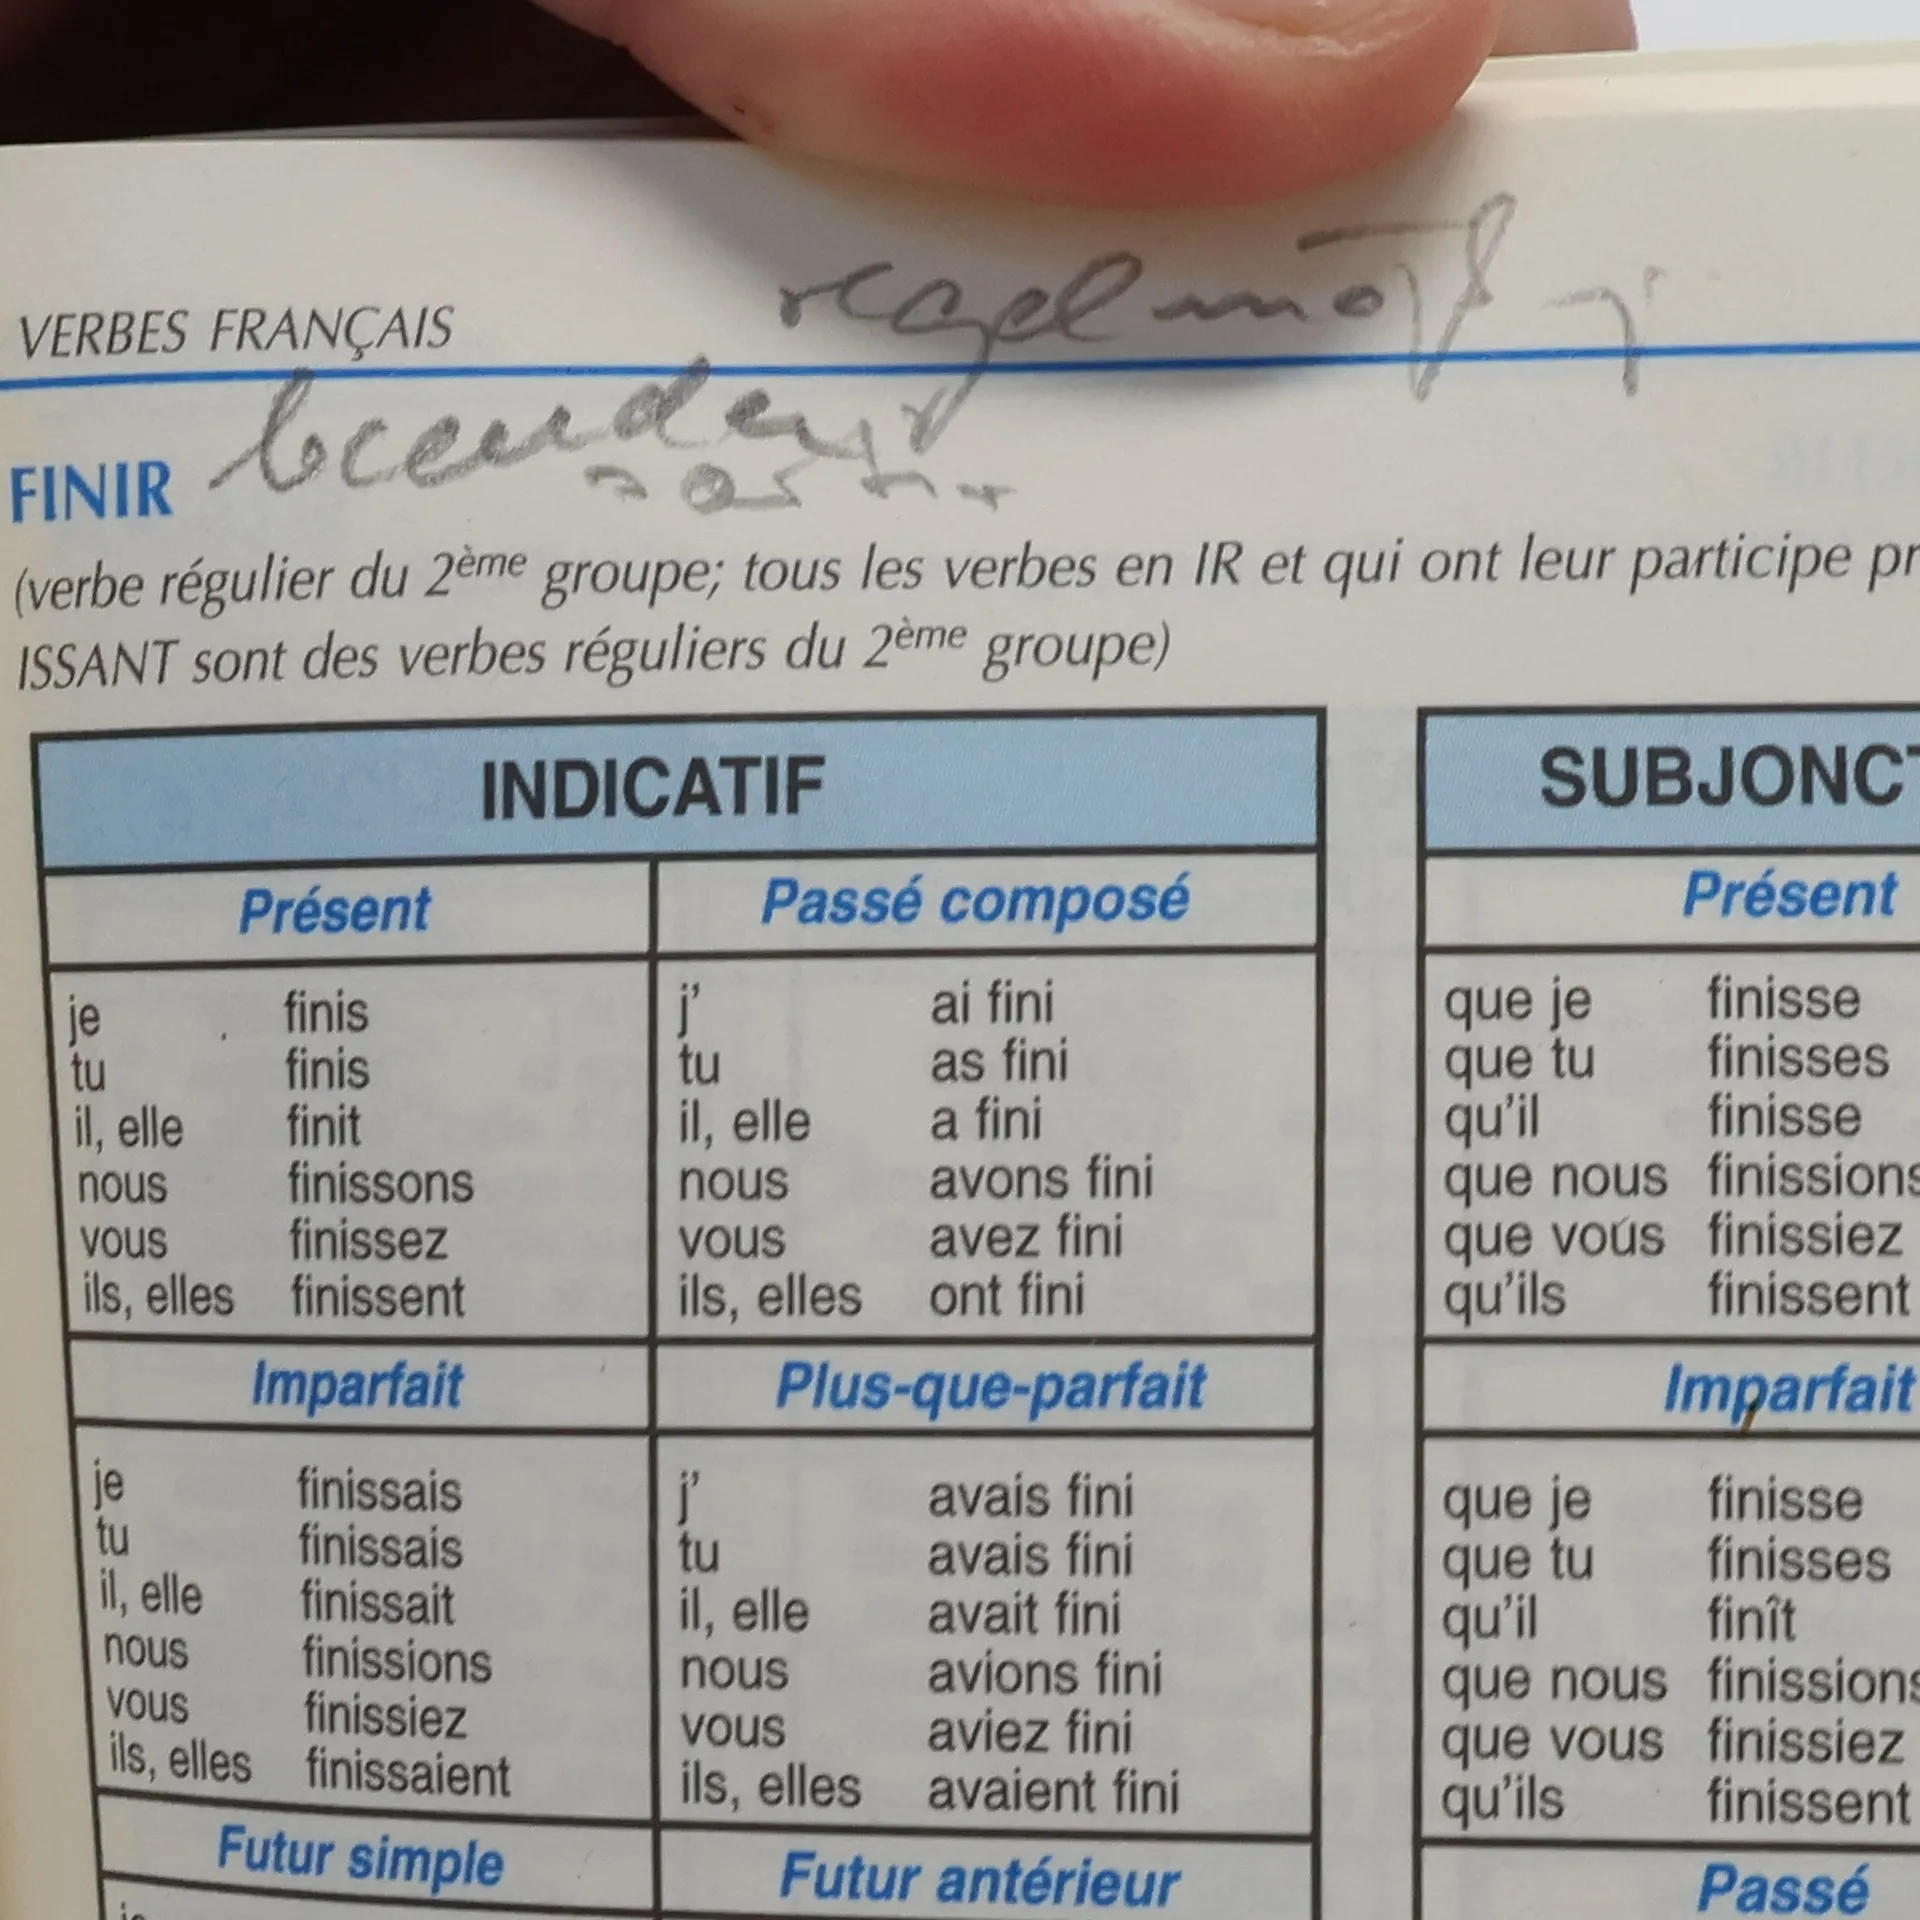 VERBES FRANÇAIS
FINIR
(verbe régulier du 2ème groupe; tous les verbes en IR et qui ont leur participe pr
ISSANT sont des verbes réguliers du 2ème groupe)
INDICATIF
Présent
je finis
tu finis
il, elle finit
nous finissons
vous finissez
ils, elles finissent
Passé composé
j' ai fini
tu as fini
il, elle a fini
nous avons fini
vous avez fini
ils, elles ont fini
Imparfait
je finissais
tu finissais
il, elle finissait
nous finissions
vous finissiez
ils, elles finissaient
Plus-que-parfait
j' avais fini
tu avais fini
il, elle avait fini
nous avions fini
vous aviez fini
ils, elles avaient fini
Futur simple
je
Futur antérieur
SUBJONCT
Présent
que je finisse
que tu finisses
qu'il finisse
que nous finissions
que vous finissiez
qu'ils finissent
Imparfait
que je finisse
que tu finisses
qu'il finît
que nous finissions
que vous finissiez
qu'ils finissent
Passé